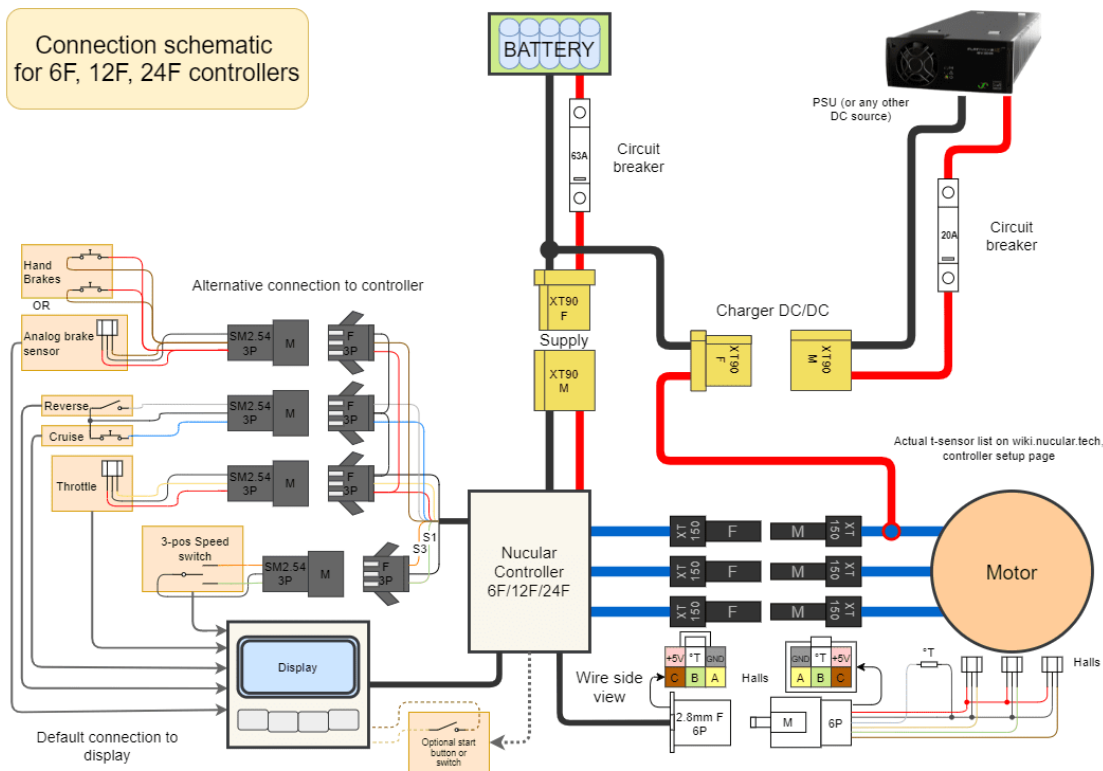 Connection schematic
for 6F, 12F, 24F controllers
BATTERY
63A
Circuit
breaker
PSU (or any other
DC source)
20A
Circuit
breaker
Hand
Brakes
OR
Analog brake
sensor
Alternative connection to controller
SM2.54
3P
M
F
3P
Reverse
Cruise
SM2.54
3P
M
F
3P
Throttle
SM2.54
3P
M
F
3P
3-pos Speed
switch
SM2.54
3P
M
F
3P
S1
S3
XT90
F
Supply
XT90
M
Charger DC/DC
XT90
F
XT90
M
Actual t-sensor list on wiki.nucular.tech,
controller setup page
Nucular
Controller
6F/12F/24F
XT
150
F
M
XT
150
XT
150
F
M
XT
150
XT
150
F
M
XT
150
Motor
Display
Default connection to
display
Optional start
button or
switch
Wire side
view
+5V
°T
GND
C
B
A
Halls
GND
°T
+5V
A
B
C
°T
Halls
2.8mm F
6P
M
6P